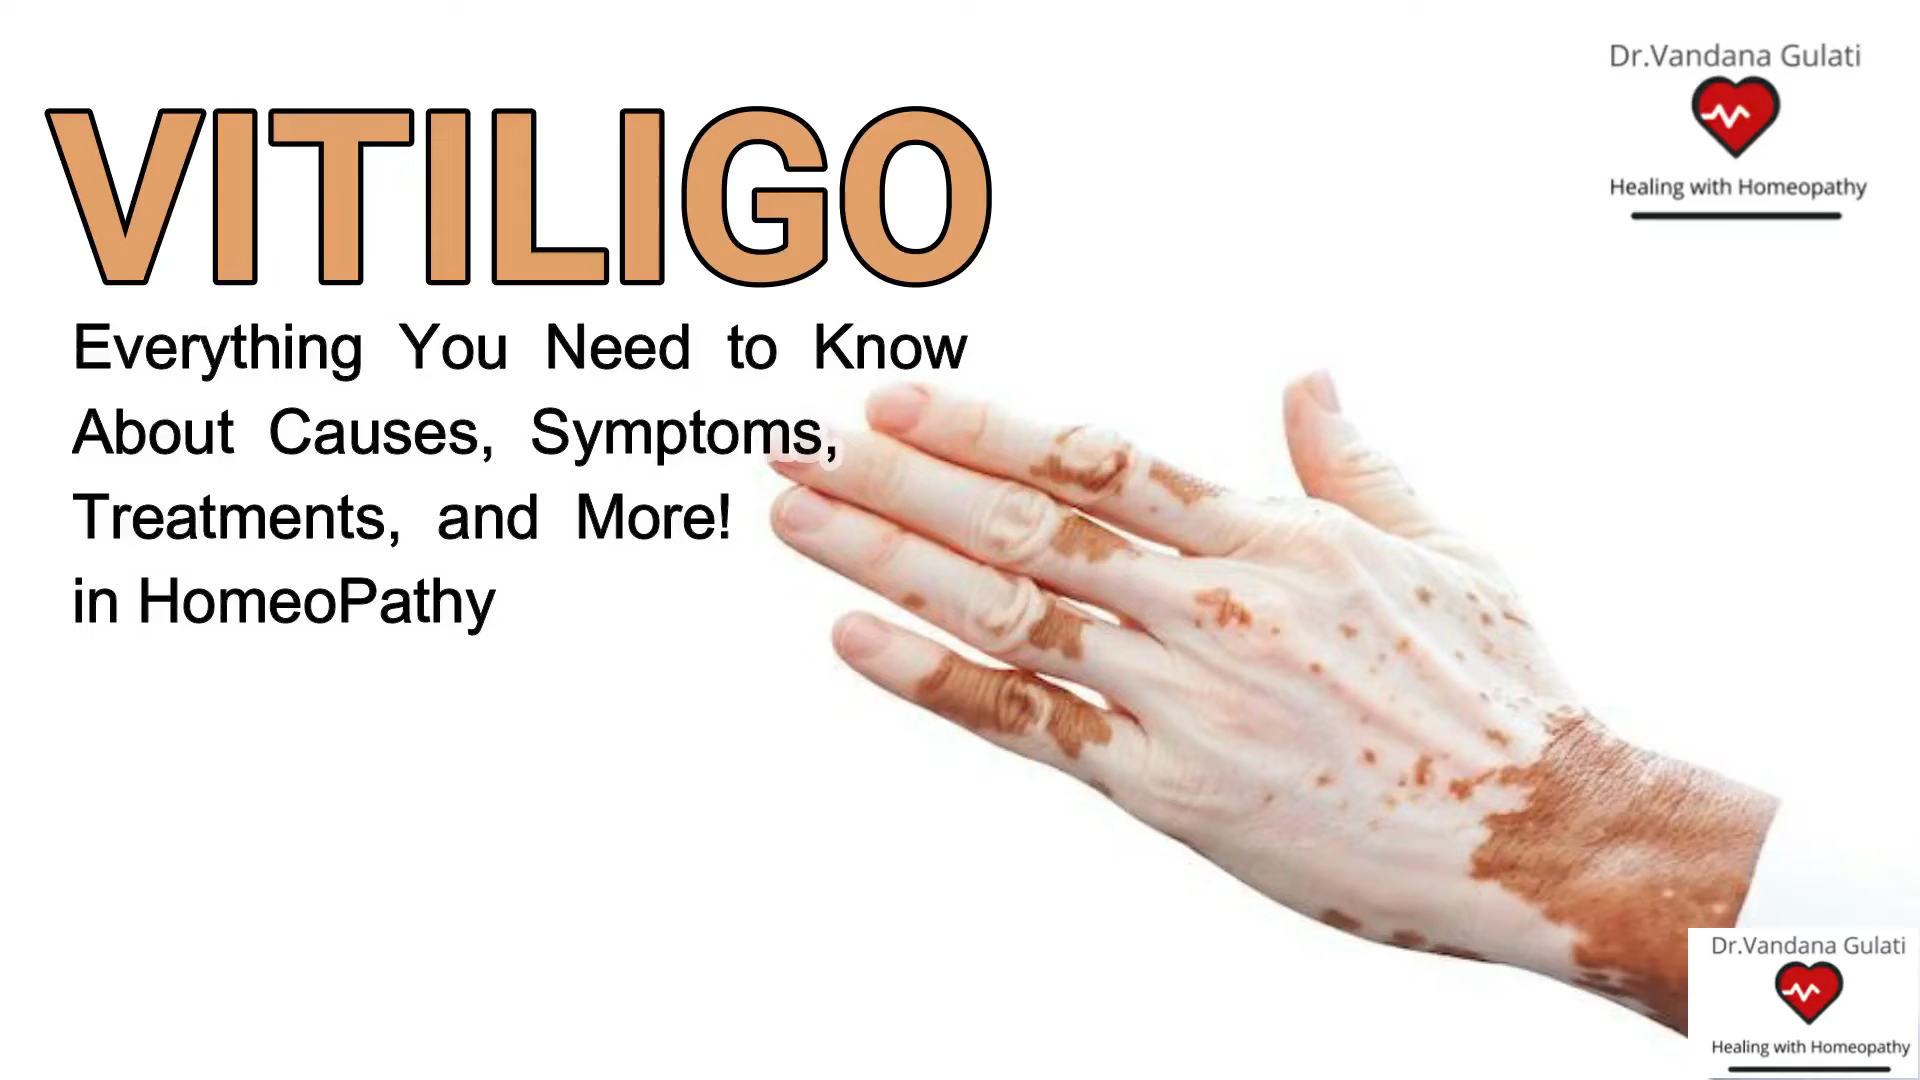 Dr.Vandana Gulati
Healing with Homeopathy
VITILIGO
Everything You Need to Know
About Causes, Symptoms,
Treatments, and More!
in HomeoPathy
Dr.Vandana Gulati
Healing with Homeopathy